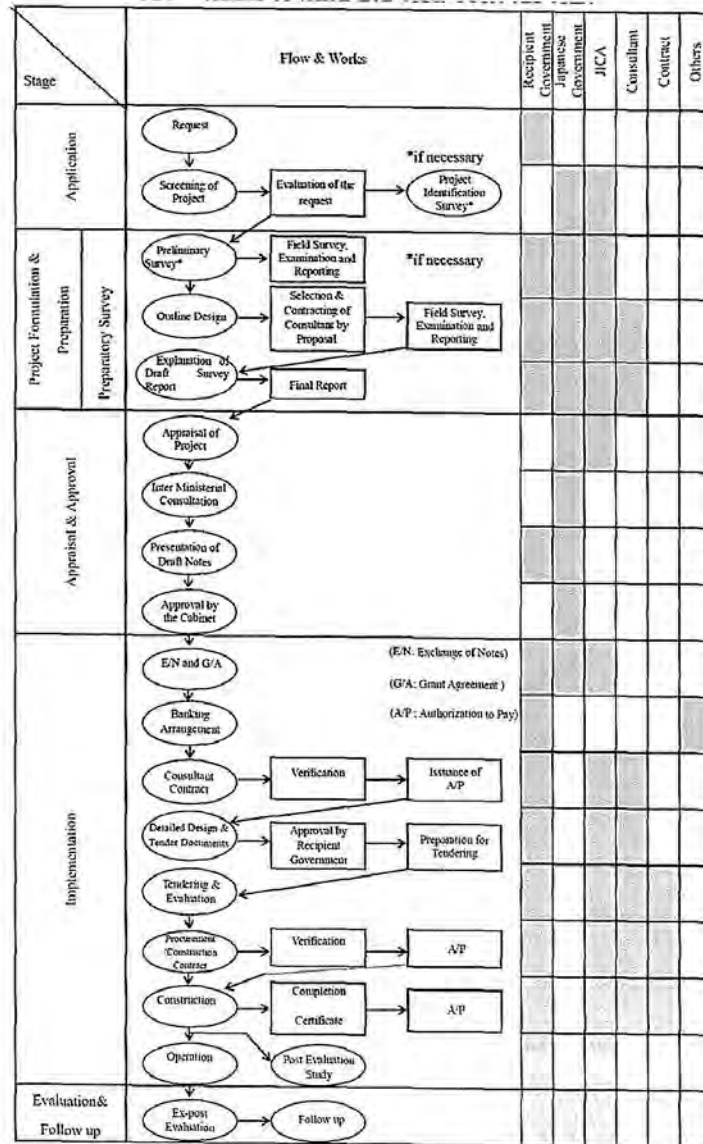 Stage
Flow & Works
Recipient
Government
Japanese
Government
JICA
Consultant
Contract
Others
Application
Request
*if necessary
Screening of
Project
Evaluation of the
request
Project
Identification
Survey*
Project Formulation &
Preparation
Preparatory Survey
Preliminary
Survey*
Field Survey,
Examination and
Reporting
*if necessary
Outline Design
Selection &
Contracting of
Consultant by
Proposal
Field Survey,
Examination and
Reporting
Explanation of
Draft Survey
Report
Final Report
Appraisal & Approval
Appraisal of
Project
Inter Ministerial
Consultation
Presentation of
Draft Notes
Approval by
the Cabinet
Implementation
E/N and G/A
(E/N: Exchange of Notes)
(G/A: Grant Agreement )
(A/P : Authorization to Pay)
Banking
Arrangement
Consultant
Contract
Verification
Issuance of
A/P
Detailed Design &
Tender Documents
Approval by
Recipient
Government
Preparation for
Tendering
Tendering &
Evaluation
Procurement
/Construction
Contract
Verification
A/P
Construction
Completion
Certificate
A/P
Operation
Post Evaluation
Study
Evaluation&
Follow up
Ex-post
Evaluation
Follow up